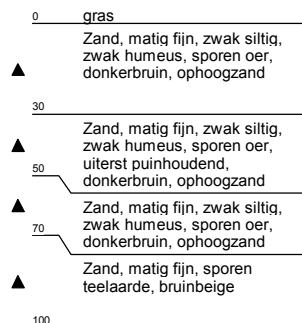 0 gras
Zand, matig fijn, zwak siltig,
zwak humeus, sporen oer,
donkerbruin, ophoogzand
30
Zand, matig fijn, zwak siltig,
zwak humeus, sporen oer,
uiterst puinhoudend,
donkerbruin, ophoogzand
50
Zand, matig fijn, zwak siltig,
zwak humeus, sporen oer,
donkerbruin, ophoogzand
70
Zand, matig fijn, sporen
teelaarde, bruinbeige
100